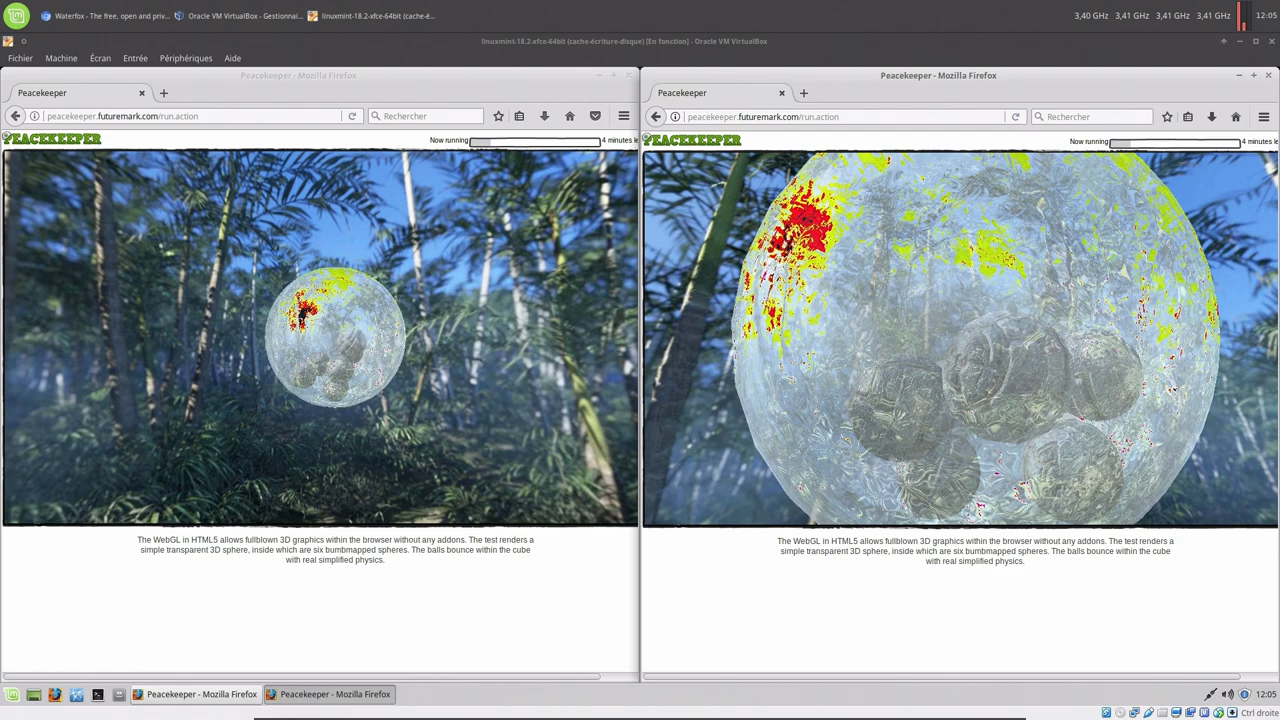 Waterfox - The free, open and priv...
Oracle VM VirtualBox - Gestionnai...
linuxmint-18.2-xfce-64bit (cache-é...
3,40 GHz 3,41 GHz 3,41 GHz 3,41 GHz
12:05
linuxmint-18.2-xfce-64bit (cache-écriture-disque) [En fonction] - Oracle VM VirtualBox
Fichier Machine Écran Entrée Périphériques Aide
Peacekeeper - Mozilla Firefox
Peacekeeper
peacekeeper.futuremark.com/run.action
Rechercher
PEACEKEEPER
Now running
4 minutes le
The WebGL in HTML5 allows fullblown 3D graphics within the browser without any addons. The test renders a
simple transparent 3D sphere, inside which are six bumbmapped spheres. The balls bounce within the cube
with real simplified physics.
Peacekeeper - Mozilla Firefox
Peacekeeper
peacekeeper.futuremark.com/run.action
Rechercher
PEACEKEEPER
Now running
4 minutes le
The WebGL in HTML5 allows fullblown 3D graphics within the browser without any addons. The test renders a
simple transparent 3D sphere, inside which are six bumbmapped spheres. The balls bounce within the cube
with real simplified physics.
Peacekeeper - Mozilla Firefox
Peacekeeper - Mozilla Firefox
12:05
Ctrl droite